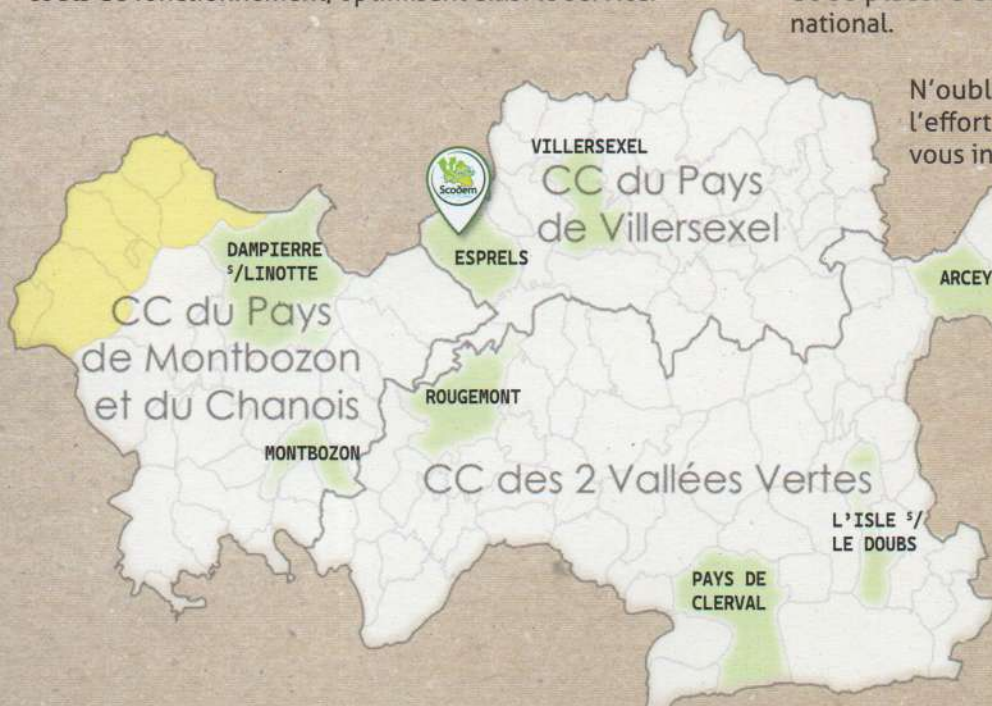 national.
N'oubl
l'effort
vous in
VILLERSEXEL
CC du Pays
de Villersexel
Scodem
DAMPIERRE
s/LINOTTE
ESPRELS
ARCEY
CC du Pays
de Montbozon
et du Chanois
ROUGEMONT
MONTBOZON
CC des 2 Vallées Vertes
L'ISLE s/
LE DOUBS
PAYS DE
CLERVAL